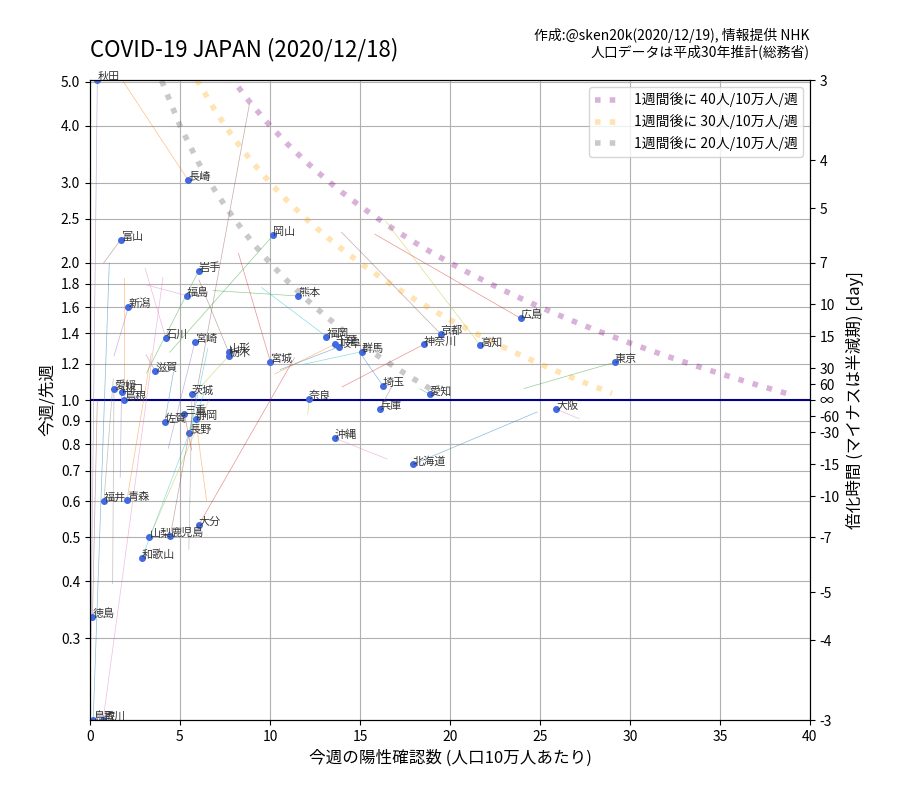 COVID-19 JAPAN (2020/12/18)
作成:@sken20k(2020/12/19), 情報提供 NHK
人口データは平成30年推計(総務省)
1週間後に 40人/10万人/週
1週間後に 30人/10万人/週
1週間後に 20人/10万人/週
今週/先週
5.0
4.0
3.0
2.5
2.0
1.8
1.6
1.4
1.2
1.0
0.9
0.8
0.7
0.6
0.5
0.4
0.3
秋田
長崎
富山
岡山
岩手
福島
熊本
新潟
広島
石川
宮崎
福岡
京都
岐阜
神奈川
高知
山形
栃木
群馬
宮城
東京
滋賀
埼玉
愛媛
山口
島根
茨城
奈良
愛知
兵庫
大阪
三重
佐賀
静岡
長野
沖縄
北海道
福井
青森
大分
山梨
鹿児島
和歌山
徳島
3
4
5
7
10
15
30
60
∞
-60
-30
-15
-10
-7
-5
-4
-3
倍化時間 (マイナスは半減期) [day]
0 5 10 15 20 25 30 35 40
今週の陽性確認数 (人口10万人あたり)